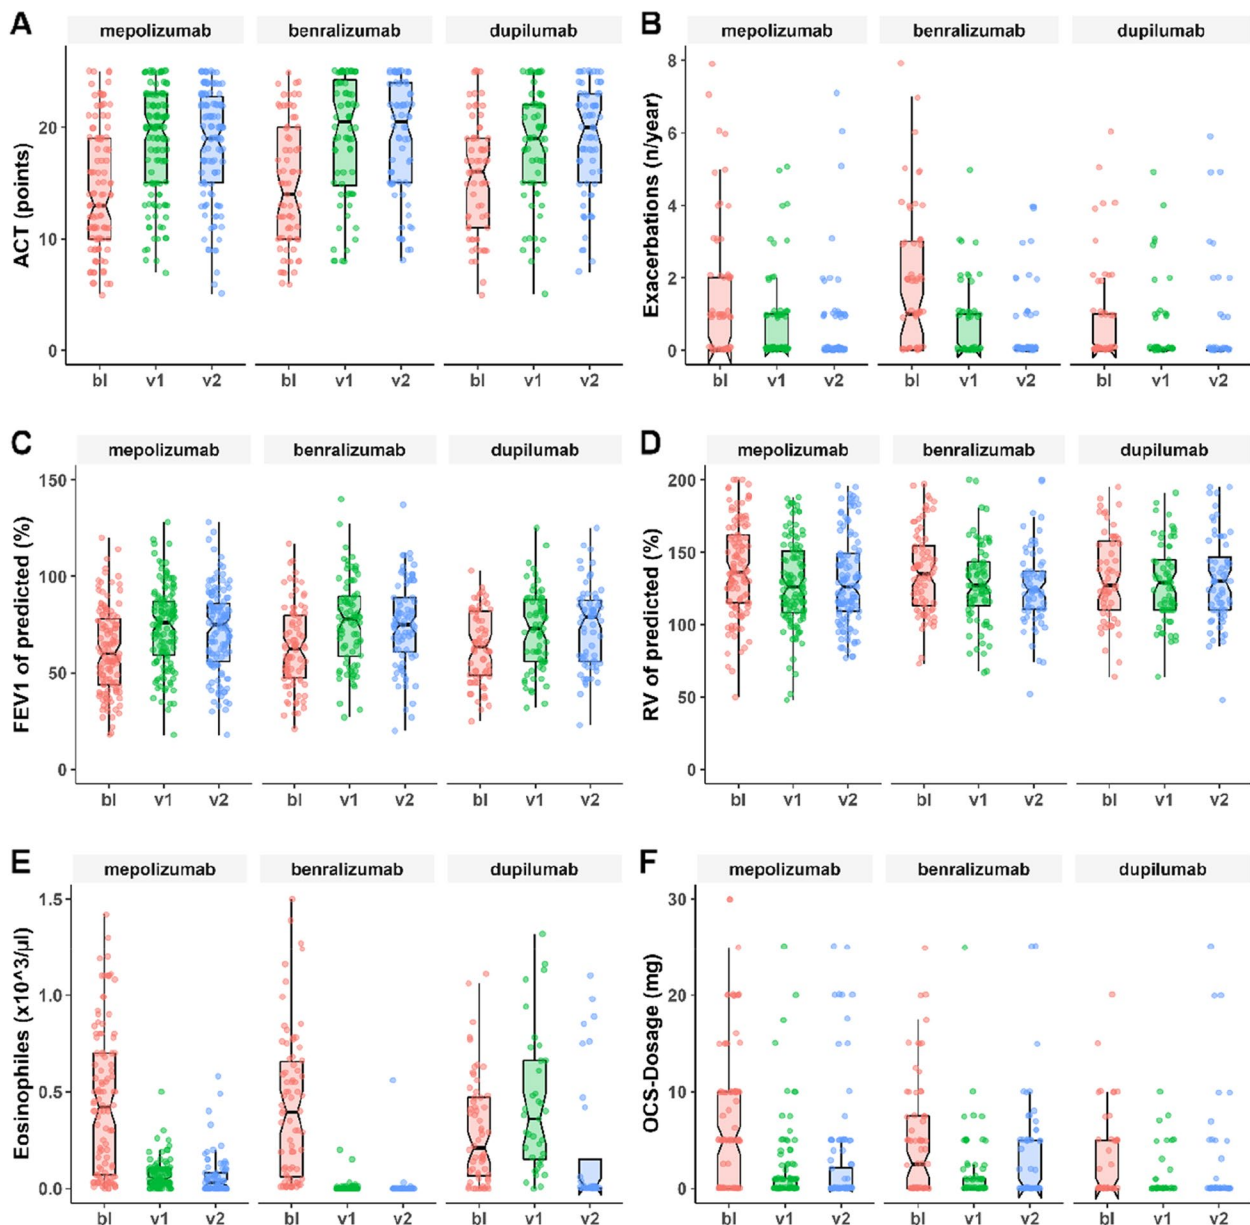 A
mepolizumab benralizumab dupilumab
ACT (points)
20
10
0
bl v1 v2 bl v1 v2 bl v1 v2
B
mepolizumab benralizumab dupilumab
Exacerbations (n/year)
8
6
4
2
0
bl v1 v2 bl v1 v2 bl v1 v2
C
mepolizumab benralizumab dupilumab
FEV1 of predicted (%)
150
100
50
0
bl v1 v2 bl v1 v2 bl v1 v2
D
mepolizumab benralizumab dupilumab
RV of predicted (%)
200
150
100
50
0
bl v1 v2 bl v1 v2 bl v1 v2
E
mepolizumab benralizumab dupilumab
Eosinophiles (x10^3/µl)
1.5
1.0
0.5
0.0
bl v1 v2 bl v1 v2 bl v1 v2
F
mepolizumab benralizumab dupilumab
OCS-Dosage (mg)
30
20
10
0
bl v1 v2 bl v1 v2 bl v1 v2